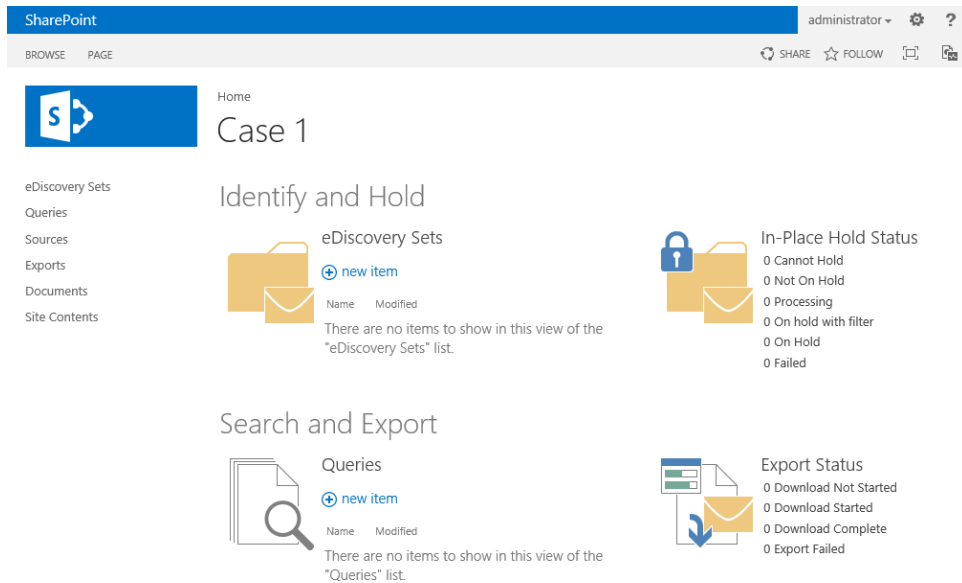 SharePoint
administrator
?
BROWSE PAGE
SHARE FOLLOW
S
Home
Case 1
eDiscovery Sets
Queries
Sources
Exports
Documents
Site Contents
Identify and Hold
eDiscovery Sets
new item
Name Modified
There are no items to show in this view of the
"eDiscovery Sets" list.
In-Place Hold Status
0 Cannot Hold
0 Not On Hold
0 Processing
0 On hold with filter
0 On Hold
0 Failed
Search and Export
Queries
new item
Name Modified
There are no items to show in this view of the
"Queries" list.
Export Status
0 Download Not Started
0 Download Started
0 Download Complete
0 Export Failed